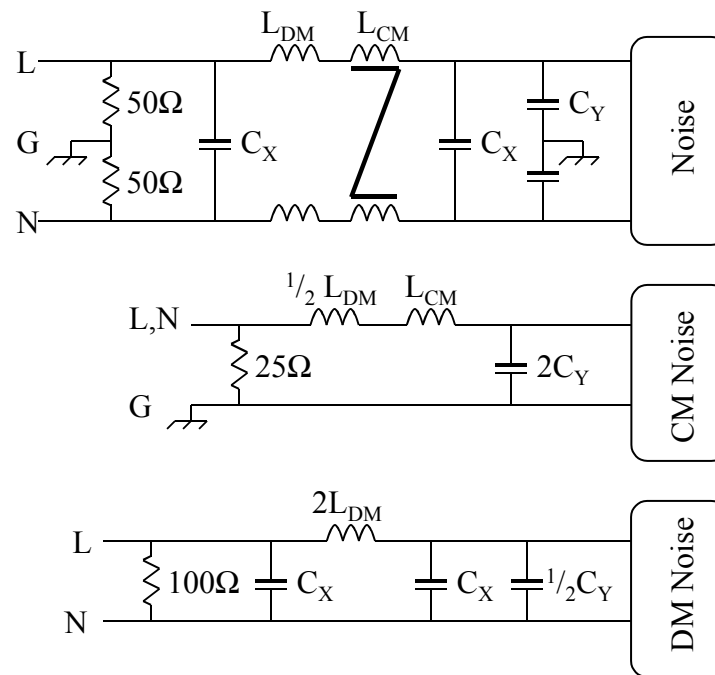 L_DM L_CM
L
50Ω
G
50Ω
N
C_X
C_X
C_Y
Noise
¹/₂ L_DM L_CM
L,N
25Ω
2C_Y
G
CM Noise
2L_DM
L
100Ω
C_X
C_X
¹/₂C_Y
N
DM Noise